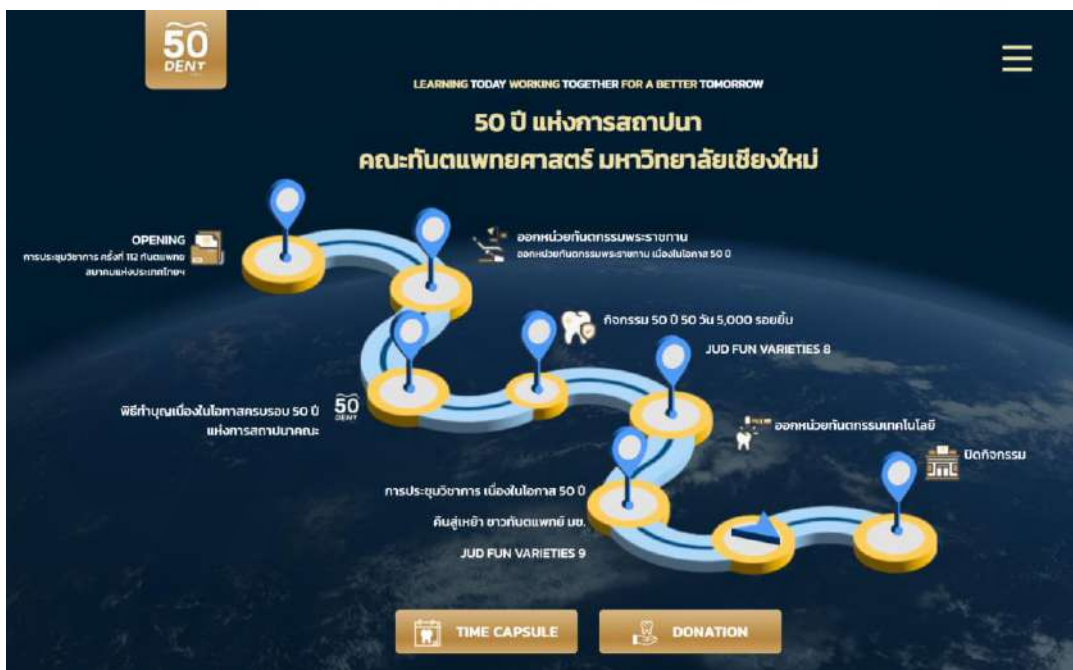 50
DENT
LEARNING TODAY WORKING TOGETHER FOR A BETTER TOMORROW
50 ปี แห่งการสถาปนา
คณะทันตแพทยศาสตร์ มหาวิทยาลัยเชียงใหม่
OPENING
การประชุมวิชาการ ครั้งที่ 112 ทันตแพทย
สมาคมแห่งประเทศไทยฯ
ออกหน่วยทันตกรรมพระราชทาน
ออกหน่วยทันตกรรมพระราชทาน เนื่องในโอกาส 50 ปี
กิจกรรม 50 ปี 50 วัน 5,000 รอยยิ้ม
JUD FUN VARIETIES 8
พิธีทำบุญเนื่องในโอกาสครบรอบ 50 ปี
แห่งการสถาปนาคณะ
50
DENT
ออกหน่วยทันตกรรมเทคโนโลยี
ปิดกิจกรรม
การประชุมวิชาการ เนื่องในโอกาส 50 ปี
คืนสู่เหย้า ชาวทันตแพทย์ มช.
JUD FUN VARIETIES 9
TIME CAPSULE
DONATION